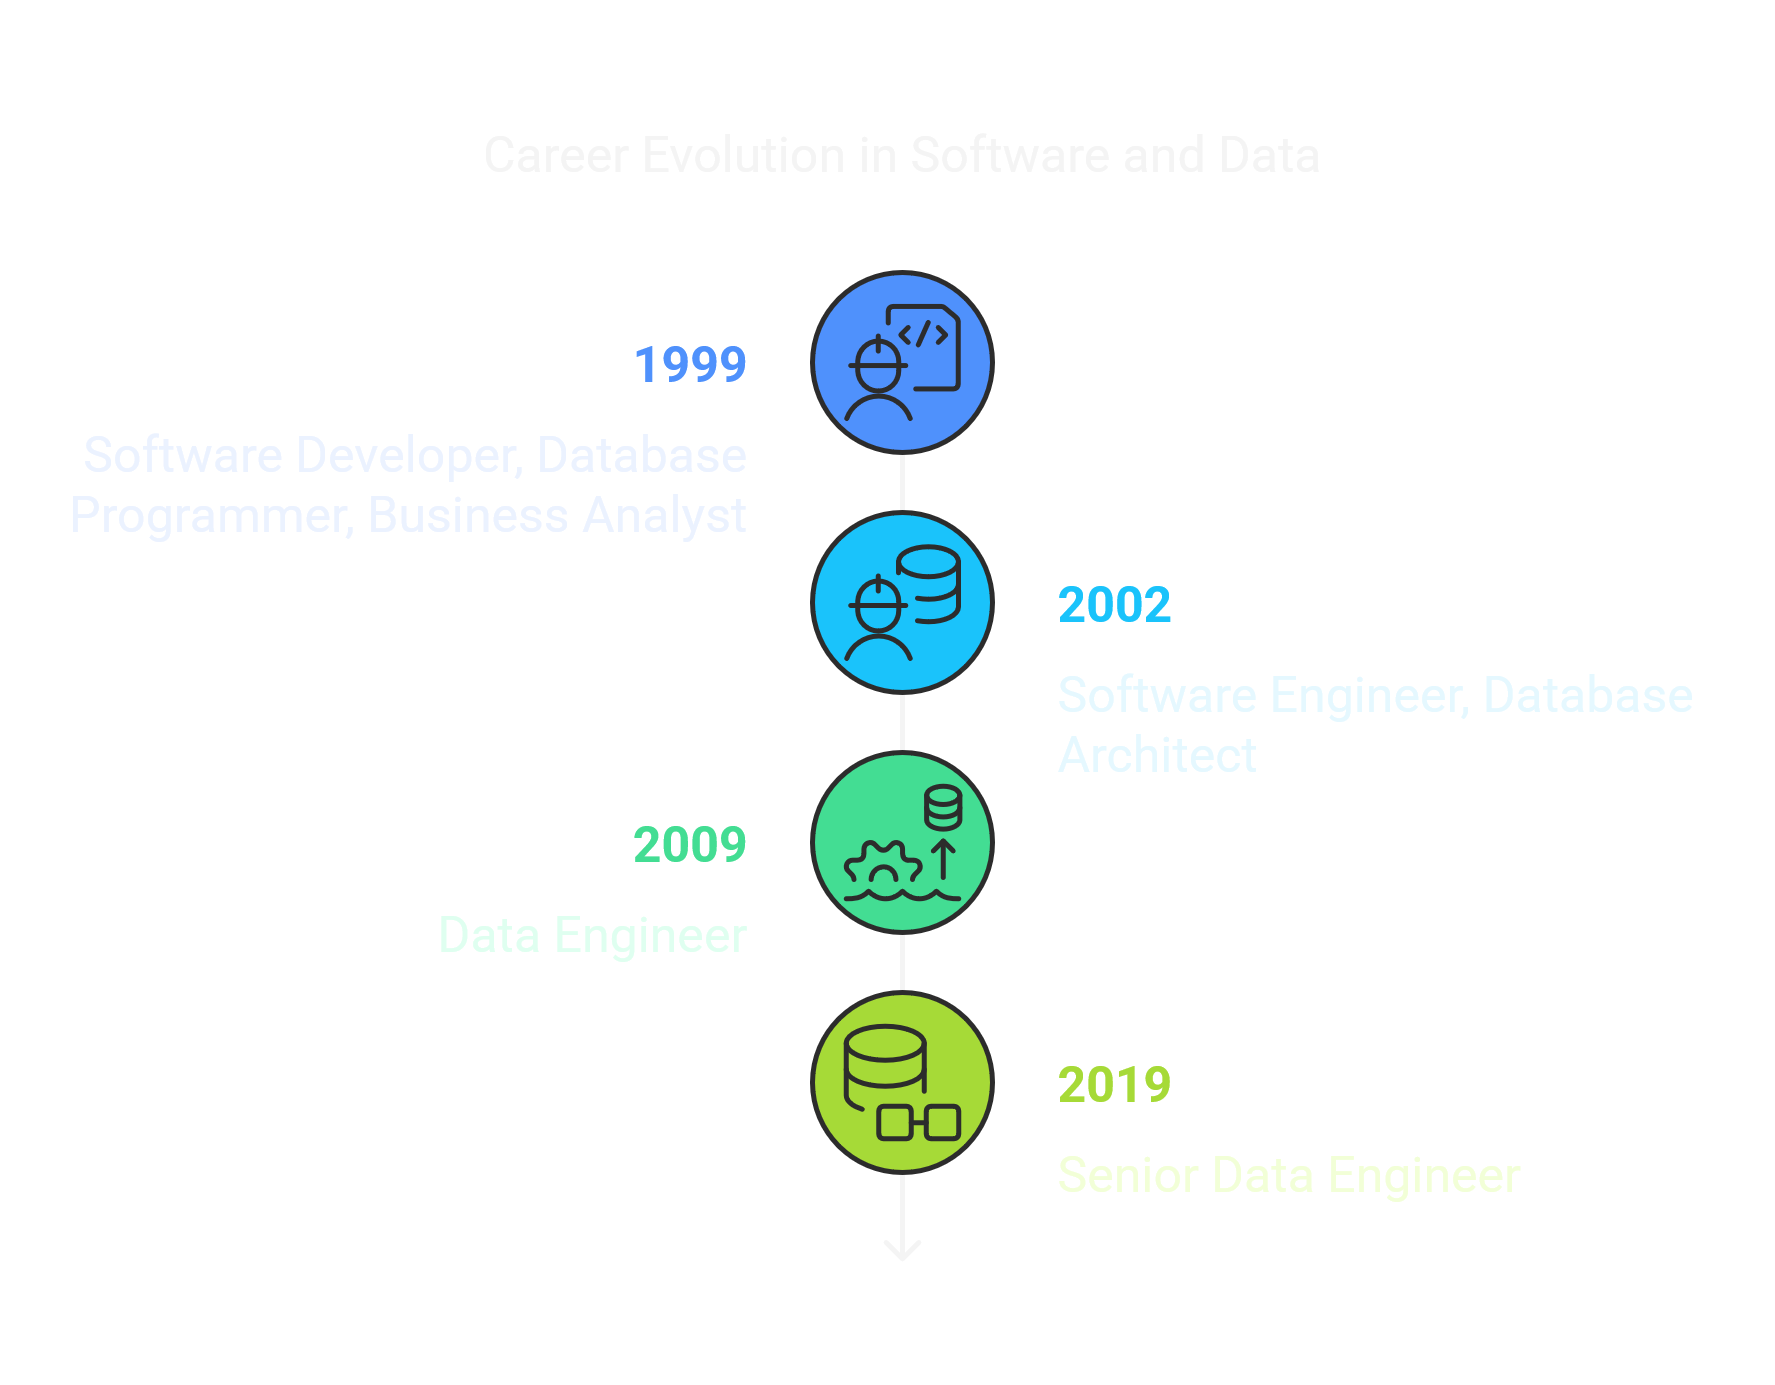 Career Evolution in Software and Data
</>
1999
Software Developer, Database
Programmer, Business Analyst
2002
Software Engineer, Database
Architect
2009
Data Engineer
2019
Senior Data Engineer